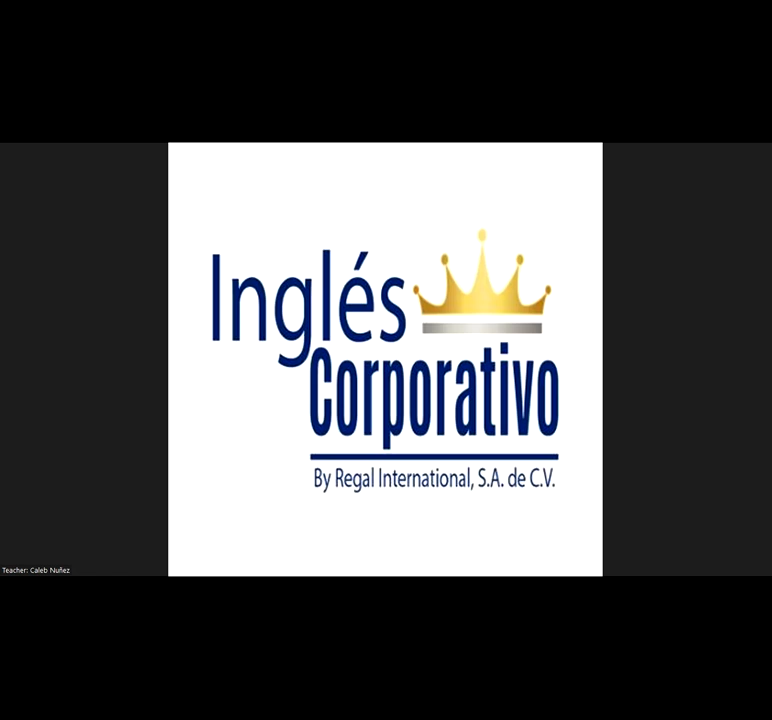 Inglés
Corporativo
By Regal International, S.A. de C.V.
Teacher: Caleb Nuñez